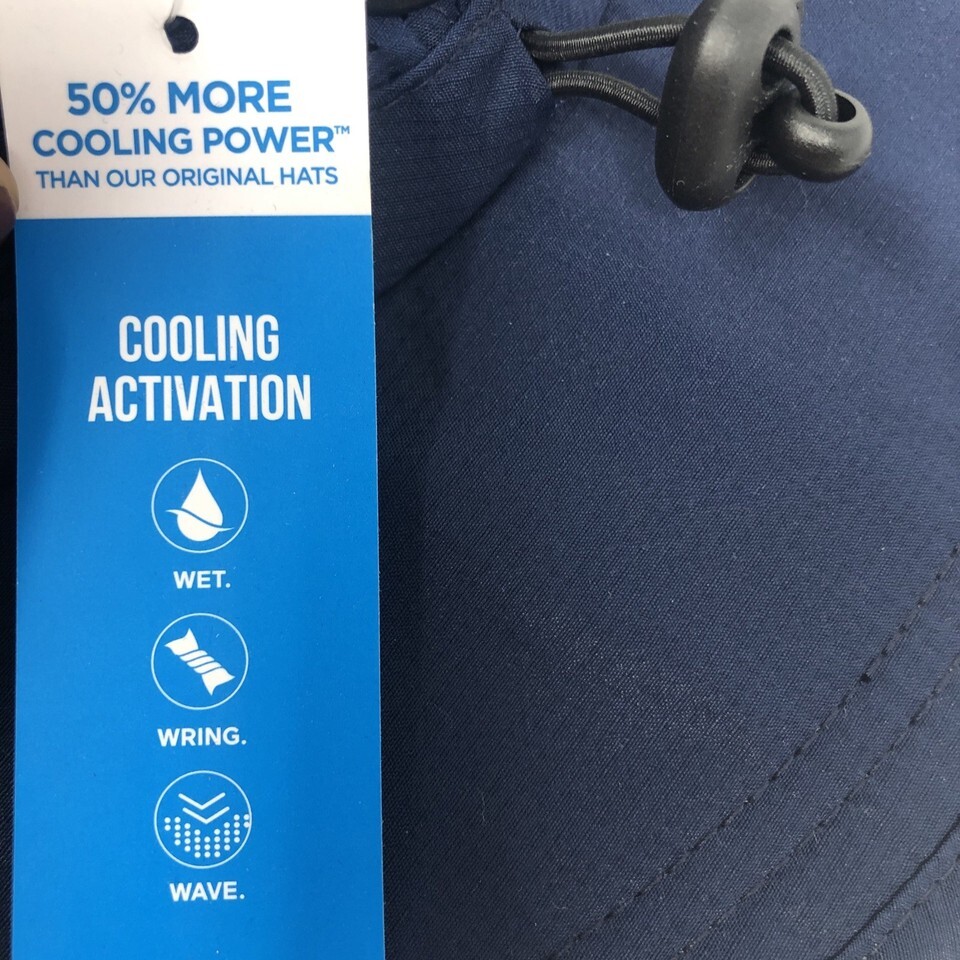 50% MORE
COOLING POWER™
THAN OUR ORIGINAL HATS
COOLING
ACTIVATION
WET.
WRING.
WAVE.